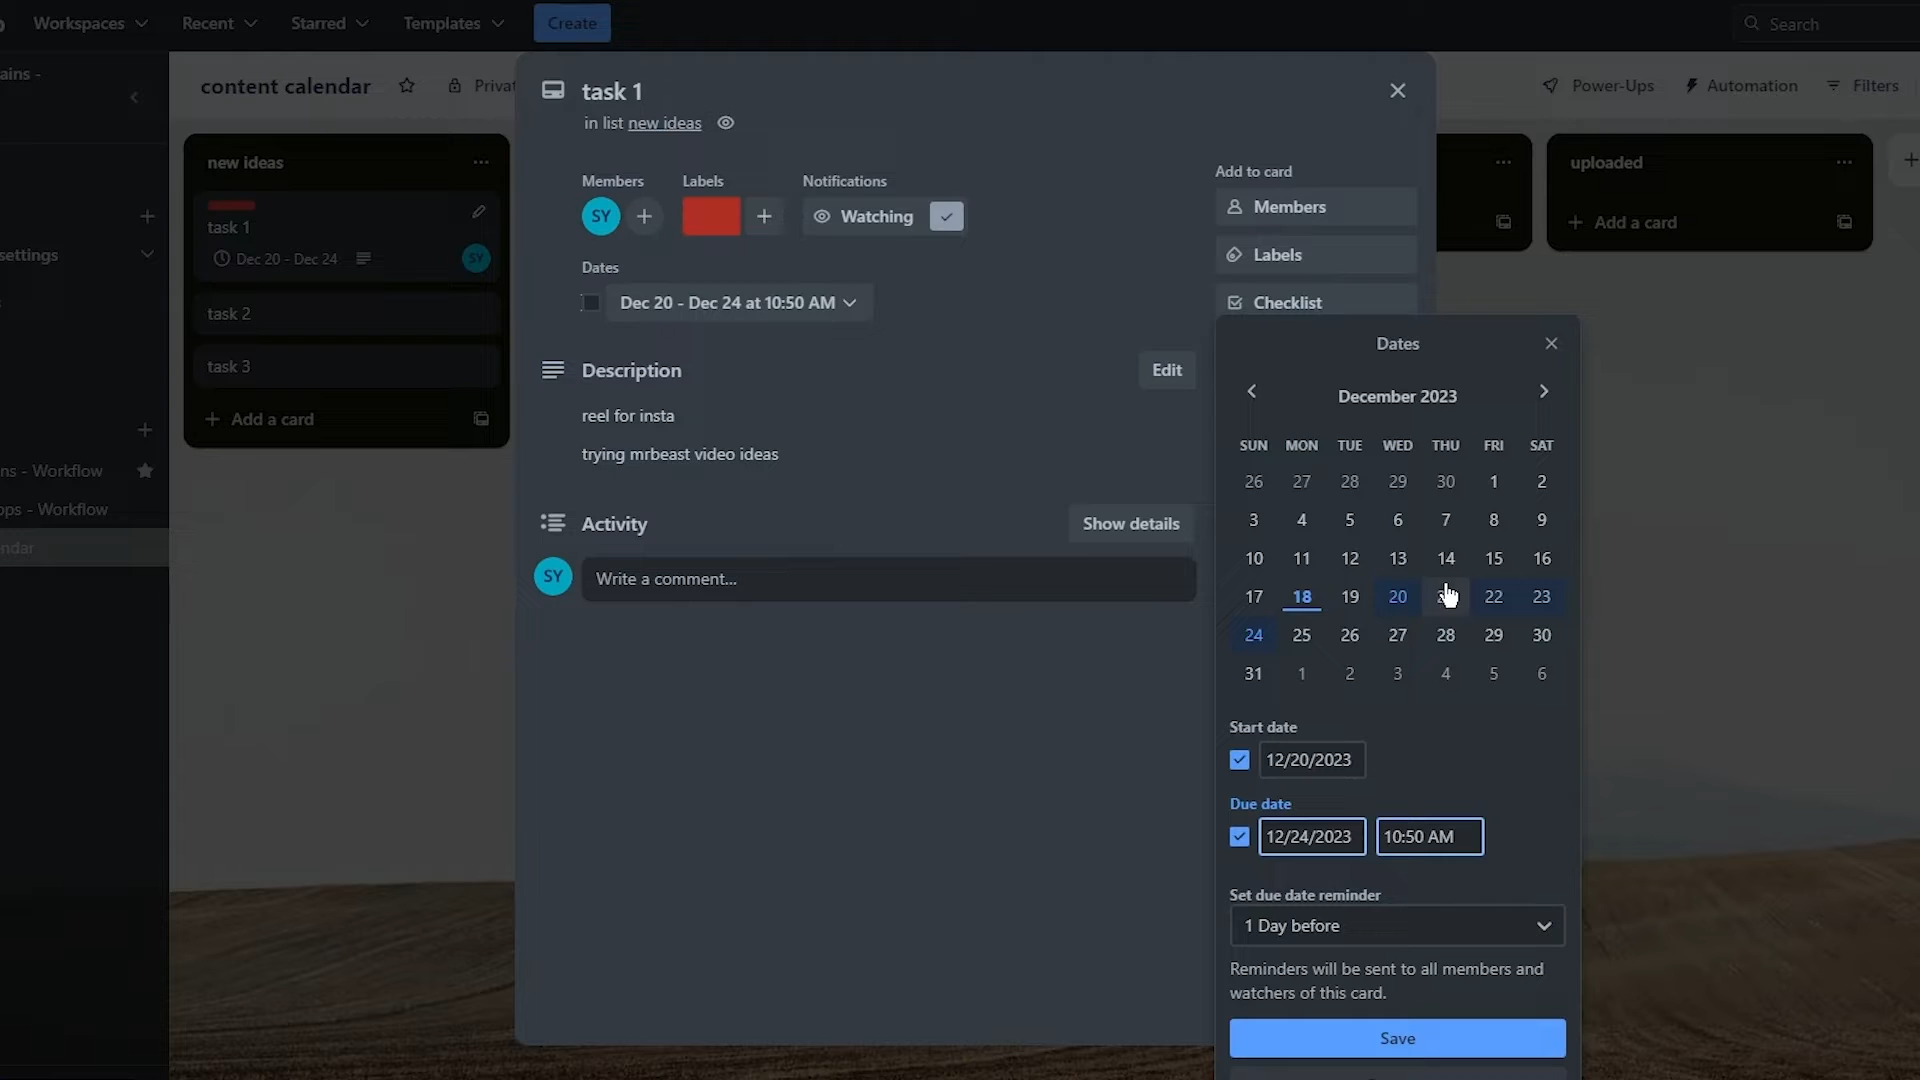 Workspaces Recent Starred Templates Create Search
ains -
content calendar Privat Power-Ups Automation Filters
settings
ns - Workflow
ops - Workflow
ndar
new ideas
task 1
Dec 20 - Dec 24 SY
task 2
task 3
+ Add a card
uploaded
+ Add a card
task 1
in list new ideas
Members Labels Notifications
SY Watching
Dates
Dec 20 - Dec 24 at 10:50 AM
Description Edit
reel for insta
trying mrbeast video ideas
Activity Show details
SY Write a comment...
Add to card
Members
Labels
Checklist
Dates
December 2023
SUN MON TUE WED THU FRI SAT
26 27 28 29 30 1 2
3 4 5 6 7 8 9
10 11 12 13 14 15 16
17 18 19 20 22 23
24 25 26 27 28 29 30
31 1 2 3 4 5 6
Start date
12/20/2023
Due date
12/24/2023 10:50 AM
Set due date reminder
1 Day before
Reminders will be sent to all members and
watchers of this card.
Save